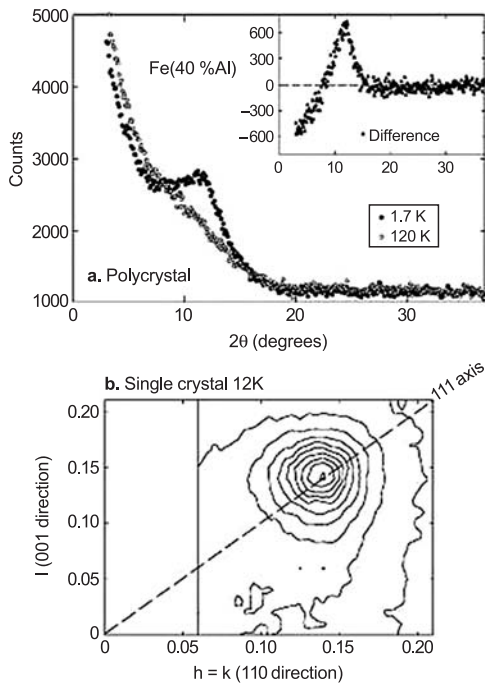 5000
4000
3000
2000
1000
Counts
Fe(40 %Al)
600
300
0
−300
−600
Difference
0
10
20
30
1.7 K
120 K
a. Polycrystal
0
10
20
30
2θ (degrees)
b. Single crystal 12K
111 axis
0.20
0.15
0.10
0.05
0
l (001 direction)
0
0.05
0.10
0.15
0.20
h = k (110 direction)